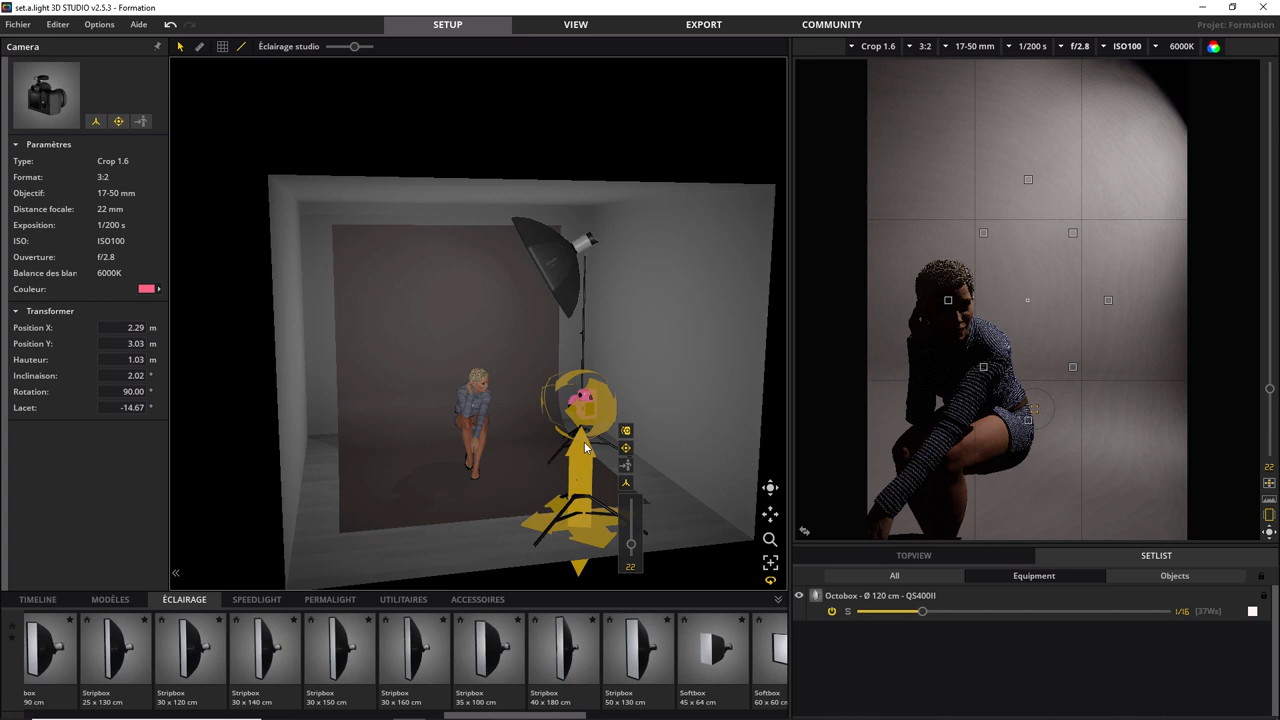 set.a.light 3D STUDIO v2.5.3 - Formation
Fichier Editer Options Aide
SETUP VIEW EXPORT COMMUNITY
Projet: Formation
Camera
Éclairage studio
Crop 1.6 3:2 17-50 mm 1/200 s f/2.8 ISO100 6000K
Paramètres
Type: Crop 1.6
Format: 3:2
Objectif: 17-50 mm
Distance focale: 22 mm
Exposition: 1/200 s
ISO: ISO100
Ouverture: f/2.8
Balance des blar 6000K
Couleur:
Transformer
Position X: 2.29 m
Position Y: 3.03 m
Hauteur: 1.03 m
Inclinaison: 2.02 °
Rotation: 90.00 °
Lacet: -14.67 °
22
22
TOPVIEW SETLIST
All Equipment Objects
Octobox - Ø 120 cm - QS400II
S 1/16 [37Ws]
TIMELINE MODÈLES ÉCLAIRAGE SPEEDLIGHT PERMALIGHT UTILITAIRES ACCESSOIRES
box
90 cm
Stripbox
25 x 130 cm
Stripbox
30 x 120 cm
Stripbox
30 x 140 cm
Stripbox
30 x 150 cm
Stripbox
30 x 160 cm
Stripbox
35 x 100 cm
Stripbox
40 x 180 cm
Stripbox
50 x 130 cm
Softbox
45 x 64 cm
Softbox
60 x 60 c